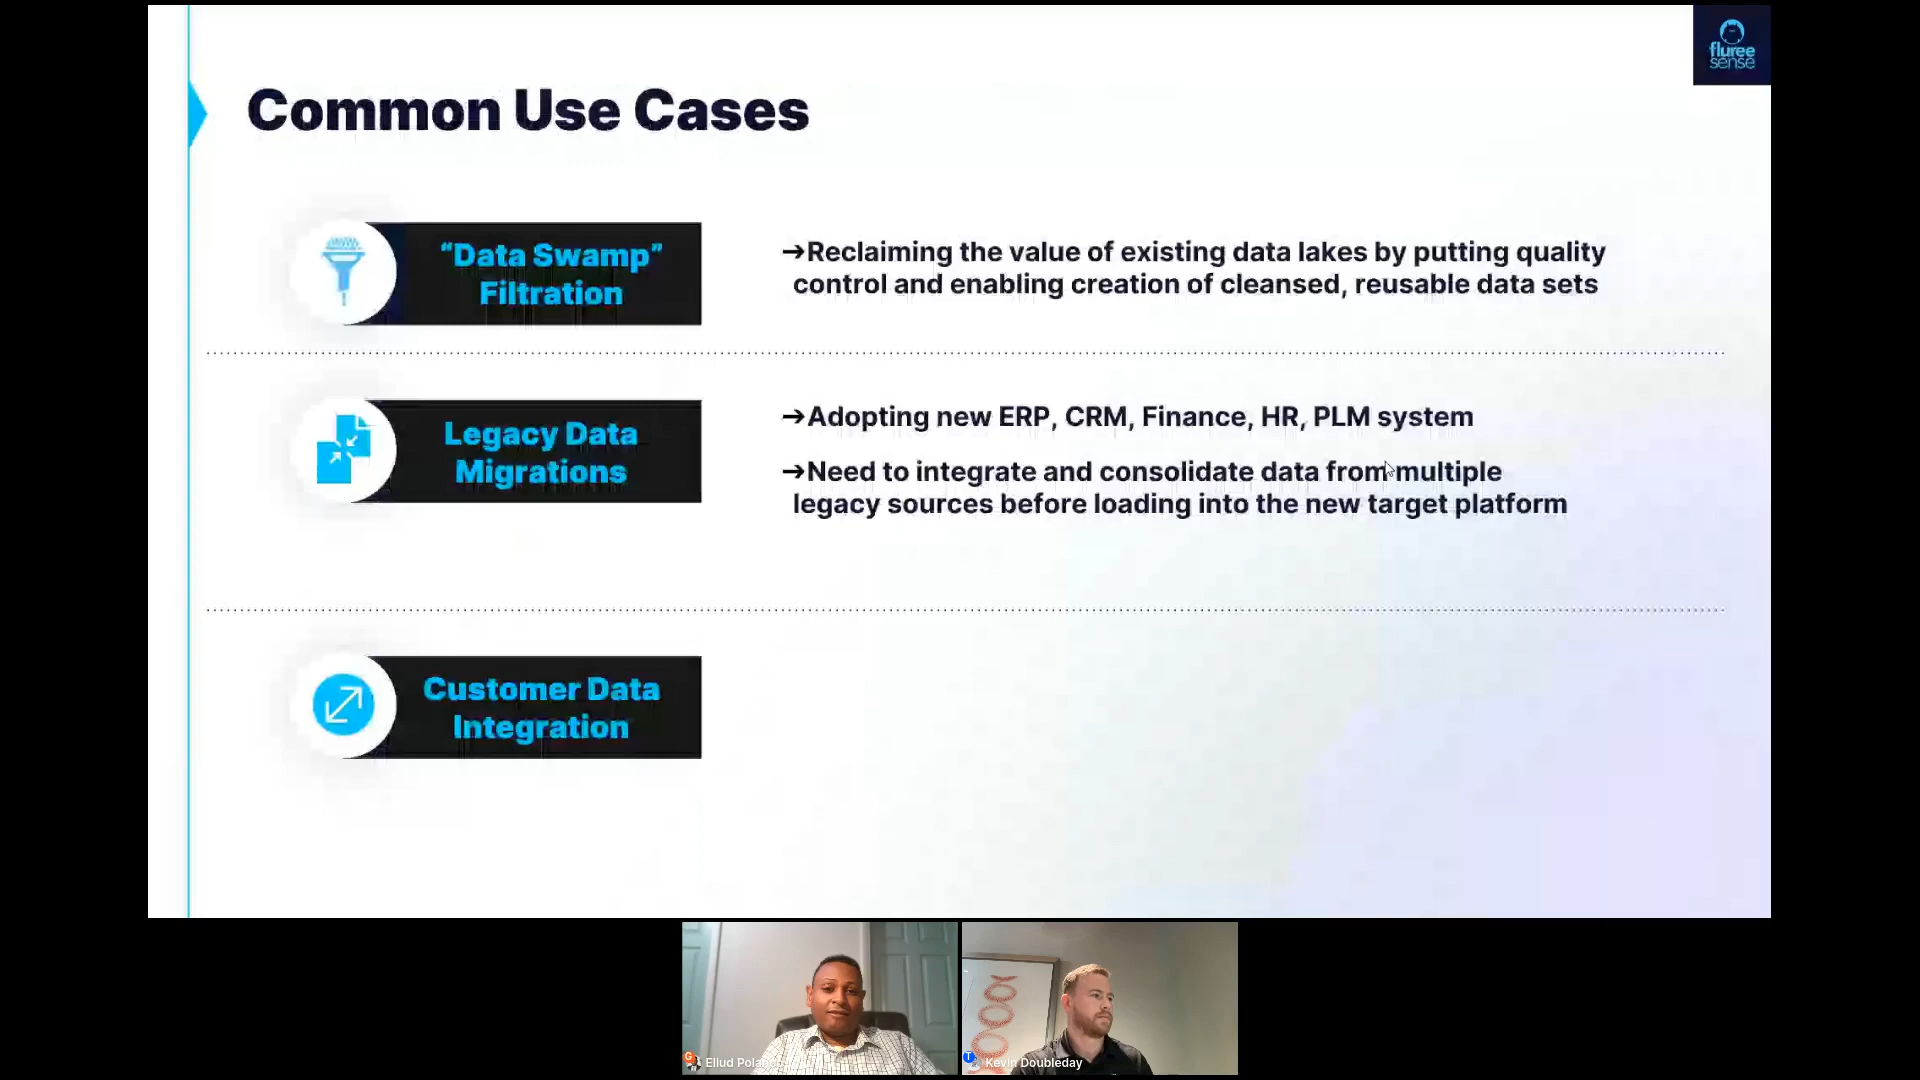 fluree
sense
Common Use Cases
“Data Swamp”
Filtration
➔Reclaiming the value of existing data lakes by putting quality
control and enabling creation of cleansed, reusable data sets
Legacy Data
Migrations
➔Adopting new ERP, CRM, Finance, HR, PLM system
➔Need to integrate and consolidate data from multiple
legacy sources before loading into the new target platform
Customer Data
Integration
Eliud
Kevin Doubleday